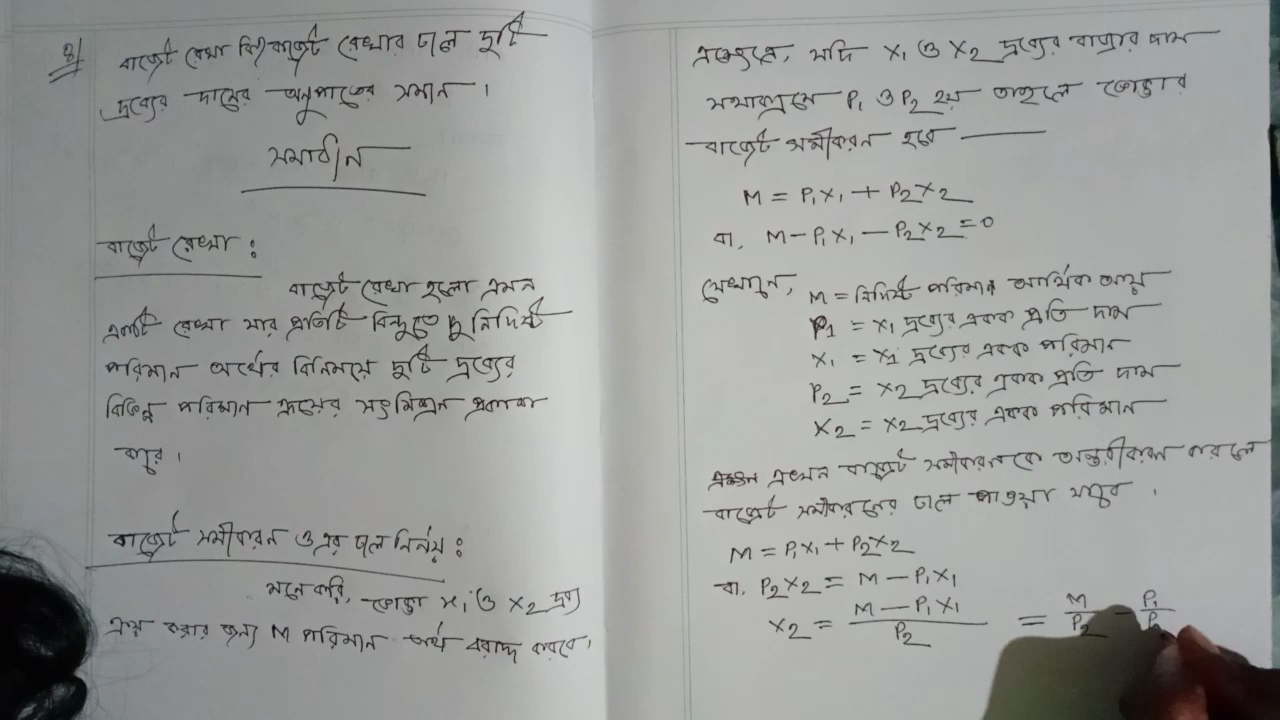 ৪/ বাজেট রেখা কি? বাজেট রেখার ঢাল দুটি
দ্রব্যের দামের অনুপাতের সমান।
সমাধান
বাজেট রেখা:
বাজেট রেখা হলো এমন
একটি রেখা যার প্রতিটি বিন্দুতে নির্দিষ্ট
পরিমান অর্থের বিনিময়ে দুটি দ্রব্যের
বিভিন্ন পরিমান ক্রয়ের সংমিশ্রন প্রকাশ
করে।
বাজেট সমীকরন ও এর ঢাল নির্নয়:
মনে করি, ভোক্তা x₁ ও x₂ দ্রব্য
ক্রয় করার জন্য M পরিমান অর্থ বরাদ্দ করবে।
এক্ষেত্রে, যদি x₁ ও x₂ দ্রব্যের বাজার দাম
যথাক্রমে P₁ ও P₂ হয় তাহলে ভোক্তার
বাজেট সমীকরন হবে —
M = P₁x₁ + P₂x₂
বা, M - P₁x₁ - P₂x₂ = 0
যেখানে, M = নির্দিষ্ট পরিমান আর্থিক আয়
P₁ = x₁ দ্রব্যের একক প্রতি দাম
x₁ = x₁ দ্রব্যের একক পরিমান
P₂ = x₂ দ্রব্যের একক প্রতি দাম
x₂ = x₂ দ্রব্যের একক পরিমান
এখন বাজেট সমীকরনকে অন্তরীকরন করলে
বাজেট সমীকরনের ঢাল পাওয়া যাবে।
M = P₁x₁ + P₂x₂
বা, P₂x₂ = M - P₁x₁
x₂ = (M - P₁x₁)/P₂ = M/P₂ - P₁/P₂